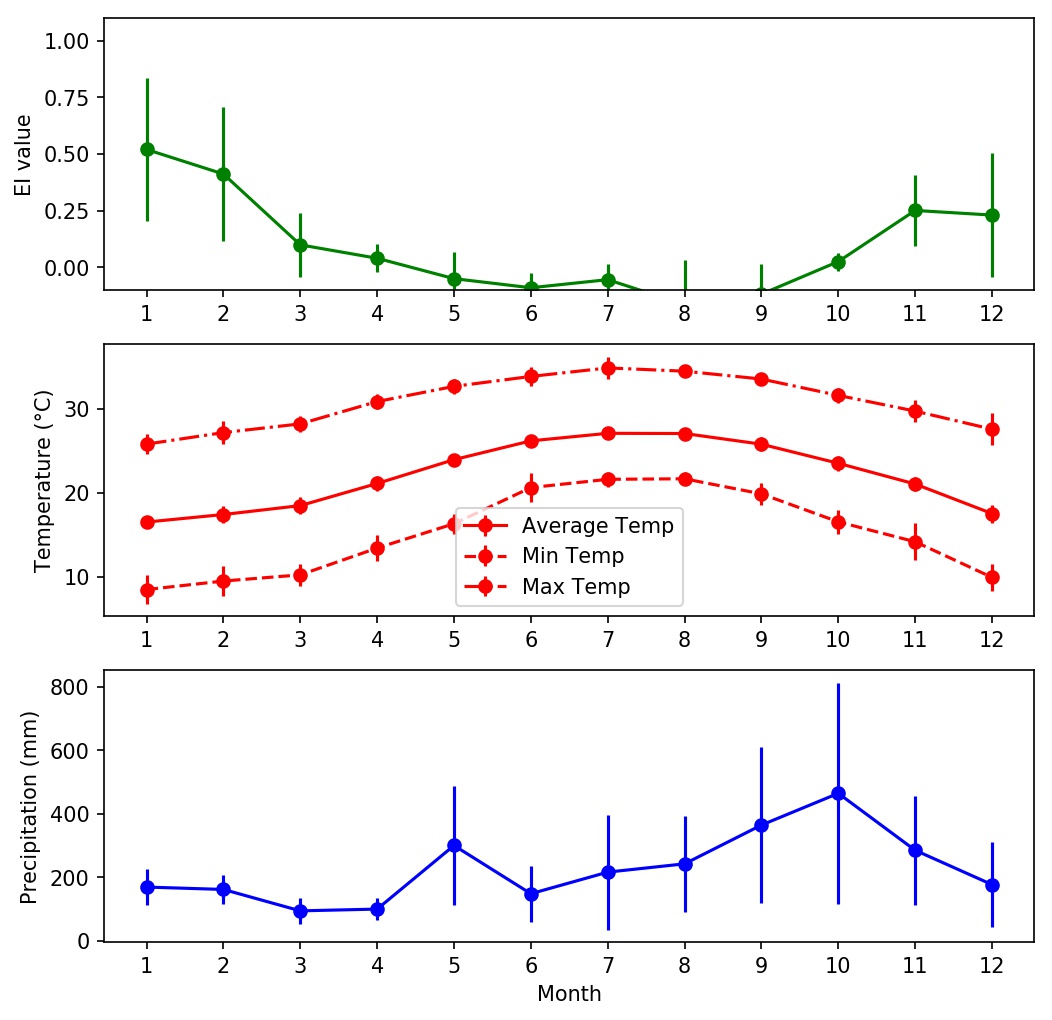 EI value
1.00
0.75
0.50
0.25
0.00
1 2 3 4 5 6 7 8 9 10 11 12
Temperature (°C)
30
20
10
Average Temp
Min Temp
Max Temp
1 2 3 4 5 6 7 8 9 10 11 12
Precipitation (mm)
800
600
400
200
0
1 2 3 4 5 6 7 8 9 10 11 12
Month